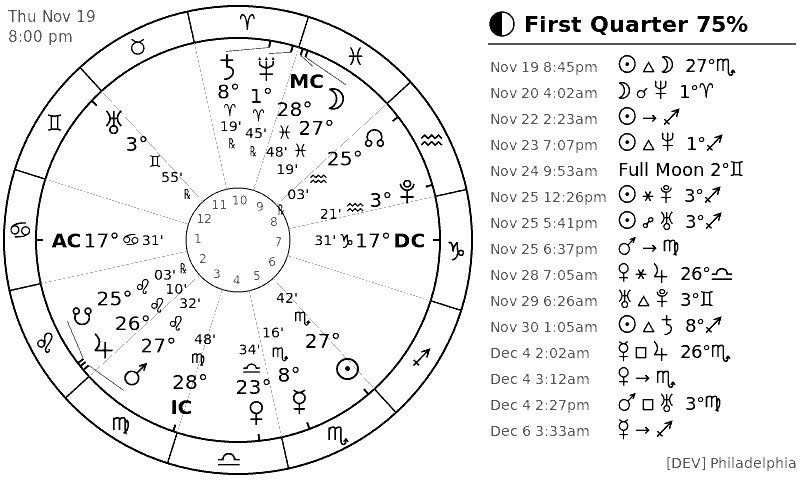 Thu Nov 19
8:00 pm
First Quarter 75%
Nov 19 8:45pm ☉ △ ☽ 27°♏
Nov 20 4:02am ☽ ☌ ♆ 1°♈
Nov 22 2:23am ☉ → ♐
Nov 23 7:07pm ☉ △ ♆ 1°♐
Nov 24 9:53am Full Moon 2°♊
Nov 25 12:26pm ☉ ⚹ ⯓ 3°♐
Nov 25 5:41pm ☉ ☍ ♅ 3°♐
Nov 25 6:37pm ♂ → ♍
Nov 28 7:05am ♀ ⚹ ♃ 26°♎
Nov 29 6:26am ♅ △ ⯓ 3°♊
Nov 30 1:05am ☉ △ ♄ 8°♐
Dec 4 2:02am ☿ □ ♃ 26°♏
Dec 4 3:12am ♀ → ♏
Dec 4 2:27pm ♂ □ ♅ 3°♍
Dec 6 3:33am ☿ → ♐
[DEV] Philadelphia
♈
♉
♊
♋
♌
♍
♎
♏
♐
♑
♒
♓
♄ 8° ♈ 19' ℞
♆ 1° ♈ 45' ℞
MC 28° ♓ 48'
☽ 27° ♓ 19'
☊ 25° ♒ 03' ℞
⯓ 3° ♒ 21'
DC 17° ♑ 31'
☉ 27° ♏ 42'
☿ 8° ♏ 16'
♀ 23° ♎ 34'
IC 28° ♍ 48'
♂ 27° ♌ 32'
♃ 26° ♌ 10'
☋ 25° ♌ 03' ℞
AC 17° ♋ 31'
♅ 3° ♊ 55' ℞
1
2
3
4
5
6
7
8
9
10
11
12